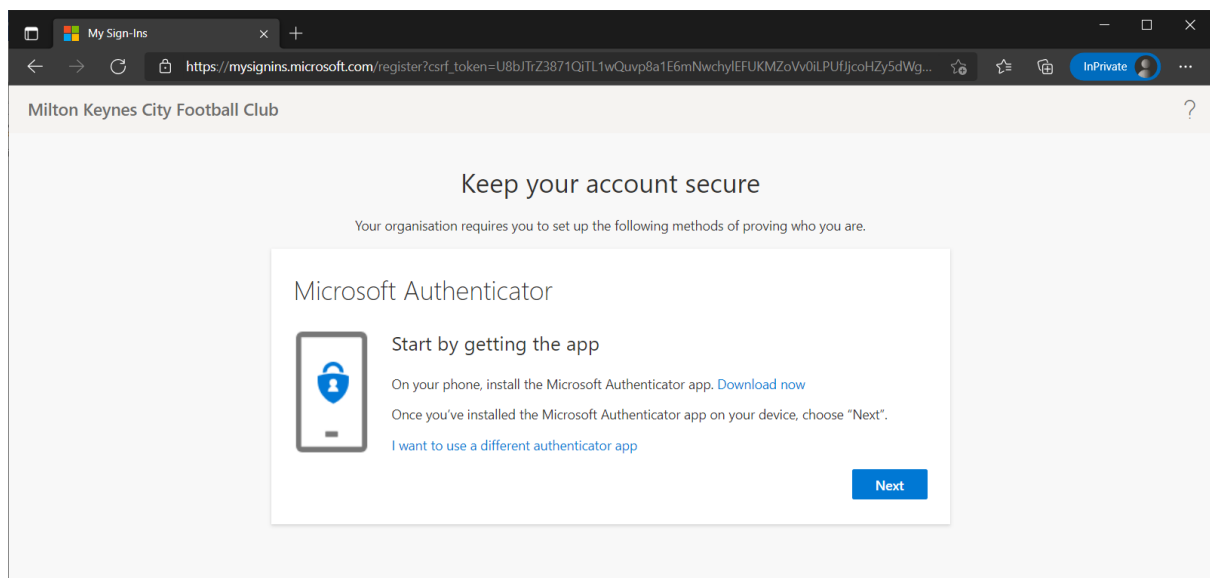 My Sign-Ins
https://mysignins.microsoft.com/register?csrf_token=U8bJTrZ3871QiTL1wQuvp8a1E6mNwchylEFUKMZoVv0iLPUfJjcoHZy5dWg...
InPrivate
Milton Keynes City Football Club
?
Keep your account secure
Your organisation requires you to set up the following methods of proving who you are.
Microsoft Authenticator
Start by getting the app
On your phone, install the Microsoft Authenticator app. Download now
Once you've installed the Microsoft Authenticator app on your device, choose “Next”.
I want to use a different authenticator app
Next